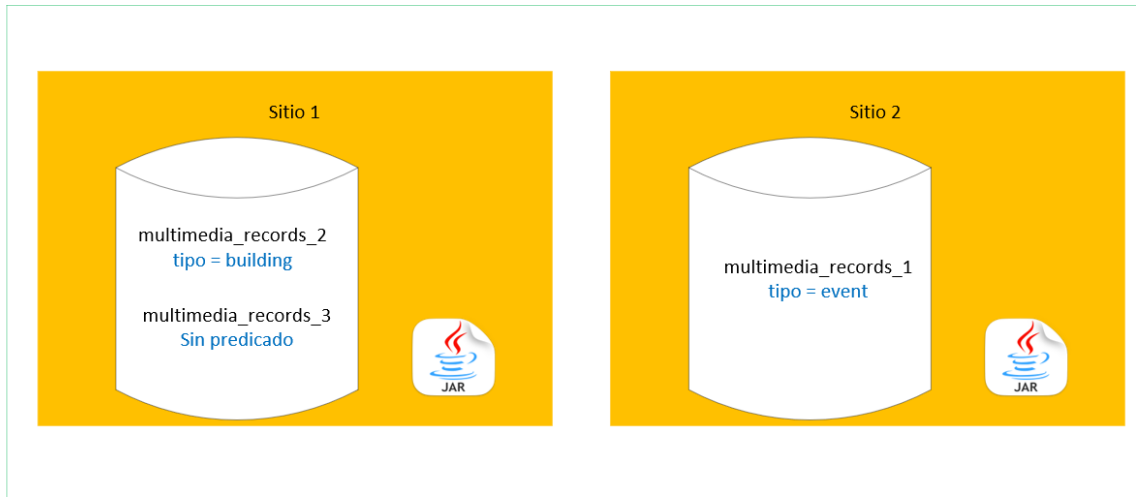 Sitio 1
multimedia_records_2
tipo = building
multimedia_records_3
Sin predicado
JAR
Sitio 2
multimedia_records_1
tipo = event
JAR